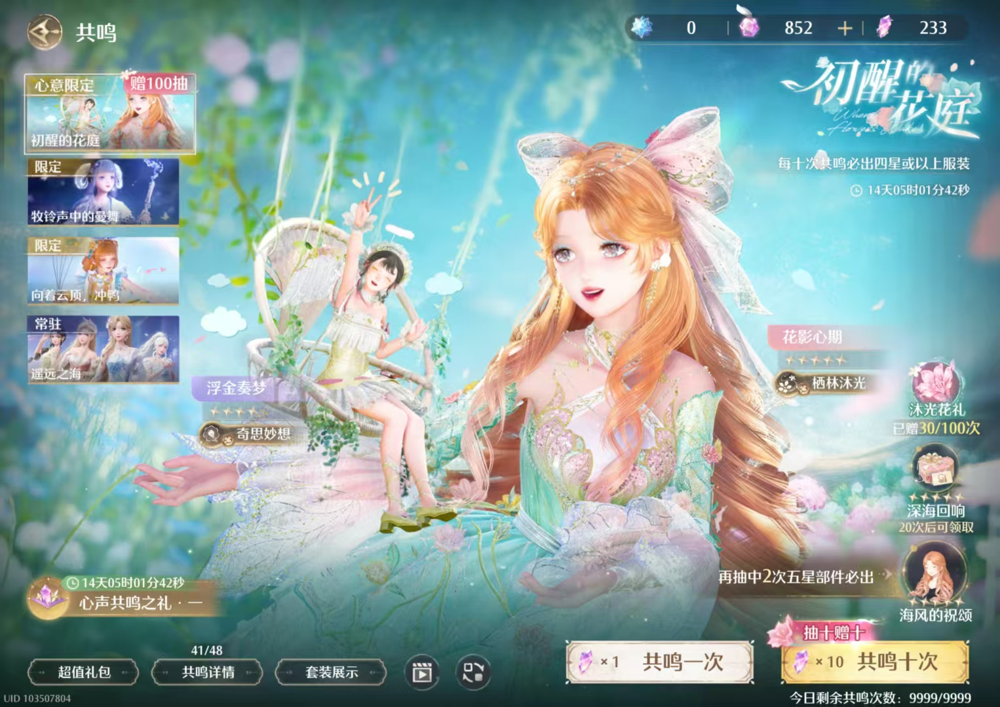 共鸣
0
852
233
心意限定
赠100抽
初醒的花庭
限定
牧铃声中的曼舞
限定
向着云顶，冲鸭
常驻
遥远之海
初醒的花庭
When Flowers Wake
每十次共鸣必出四星或以上服装
14天05时01分42秒
浮金奏梦
奇思妙想
花影心期
栖林沐光
沐光花礼
已赠30/100次
深海回响
20次后可领取
再抽中2次五星部件必出
海风的祝颂
14天05时01分42秒
心声共鸣之礼·一
41/48
超值礼包
共鸣详情
套装展示
×1 共鸣一次
抽十赠十
×10 共鸣十次
今日剩余共鸣次数：9999/9999
UID 103507804